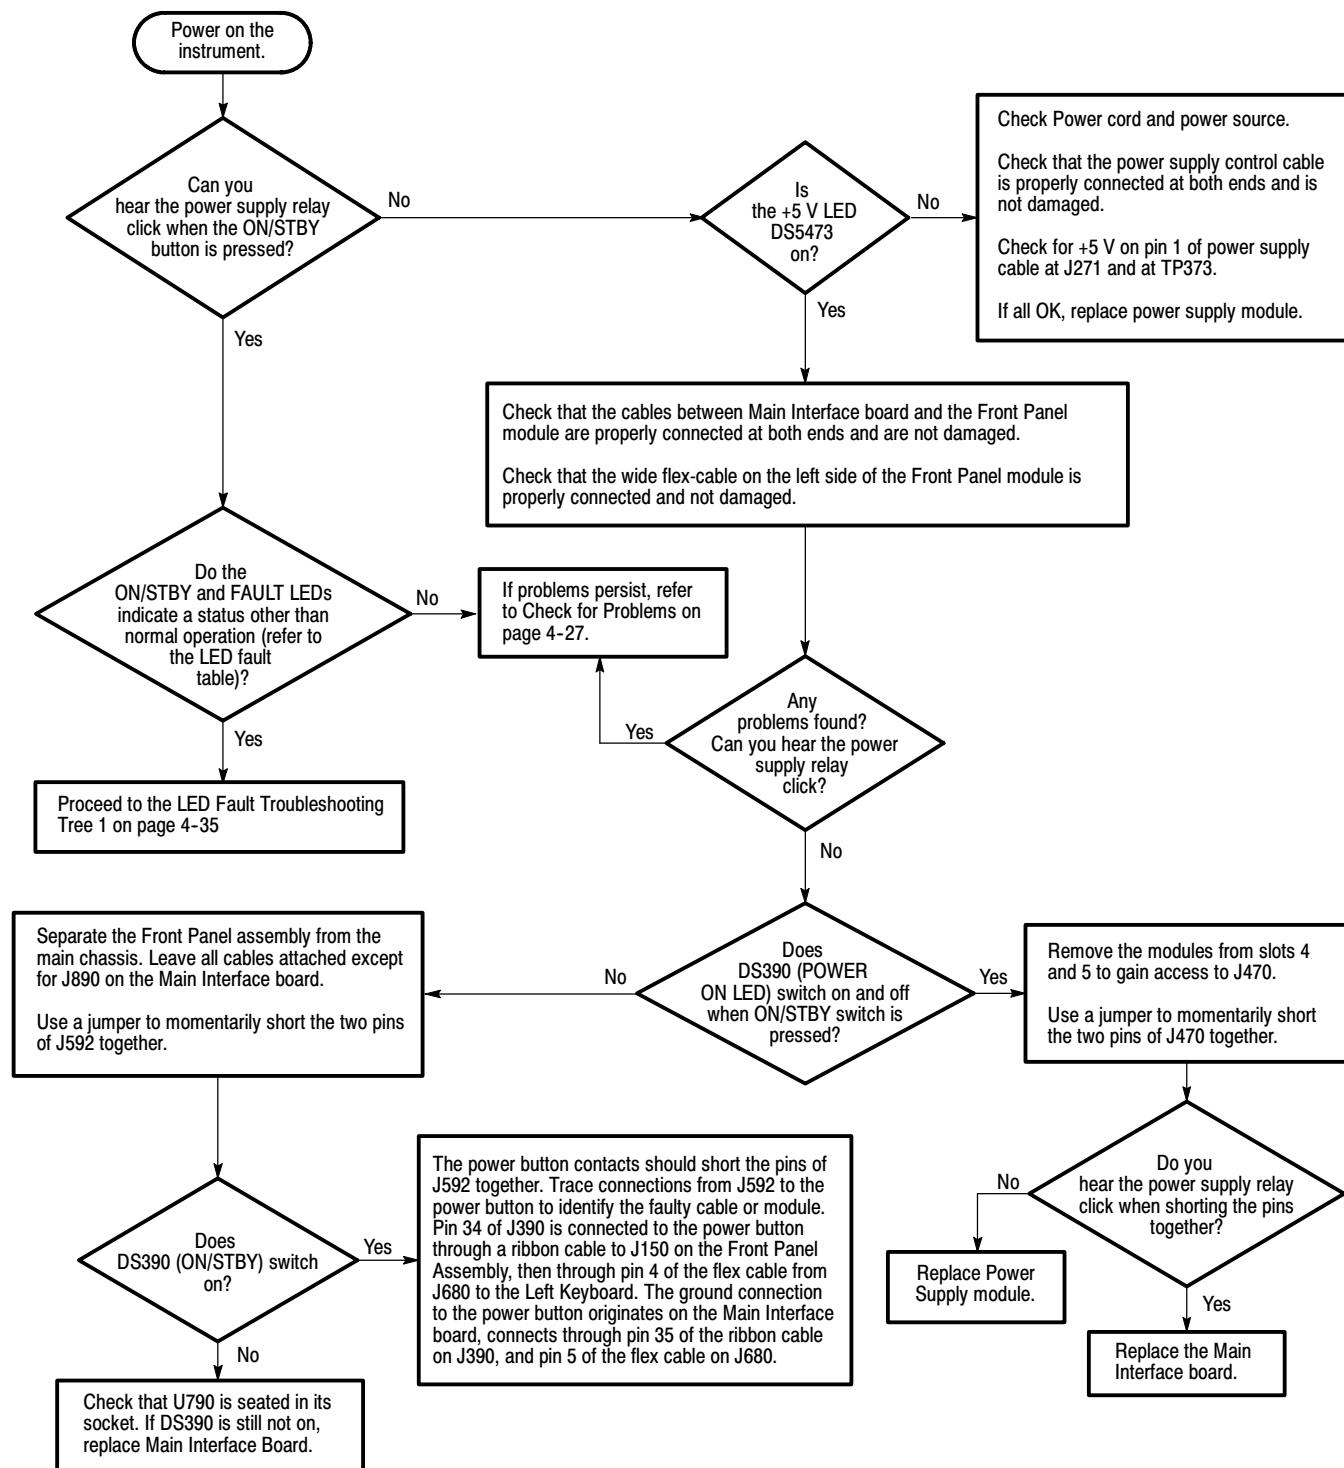 Power on the
instrument.
Can you
hear the power supply relay
click when the ON/STBY
button is pressed?
No
Is
the +5 V LED
DS5473
on?
No
Check Power cord and power source.
Check that the power supply control cable
is properly connected at both ends and is
not damaged.
Check for +5 V on pin 1 of power supply
cable at J271 and at TP373.
If all OK, replace power supply module.
Yes
Yes
Check that the cables between Main Interface board and the Front Panel
module are properly connected at both ends and are not damaged.
Check that the wide flex-cable on the left side of the Front Panel module is
properly connected and not damaged.
Do the
ON/STBY and FAULT LEDs
indicate a status other than
normal operation (refer to
the LED fault
table)?
No
If problems persist, refer
to Check for Problems on
page 4-27.
Yes
Any
problems found?
Can you hear the power
supply relay
click?
Yes
Proceed to the LED Fault Troubleshooting
Tree 1 on page 4-35
No
Separate the Front Panel assembly from the
main chassis. Leave all cables attached except
for J890 on the Main Interface board.
Use a jumper to momentarily short the two pins
of J592 together.
No
Does
DS390 (POWER
ON LED) switch on and off
when ON/STBY switch is
pressed?
Yes
Remove the modules from slots 4
and 5 to gain access to J470.
Use a jumper to momentarily short
the two pins of J470 together.
Does
DS390 (ON/STBY) switch
on?
Yes
The power button contacts should short the pins of
J592 together. Trace connections from J592 to the
power button to identify the faulty cable or module.
Pin 34 of J390 is connected to the power button
through a ribbon cable to J150 on the Front Panel
Assembly, then through pin 4 of the flex cable from
J680 to the Left Keyboard. The ground connection
to the power button originates on the Main Interface
board, connects through pin 35 of the ribbon cable
on J390, and pin 5 of the flex cable on J680.
No
Do you
hear the power supply relay
click when shorting the pins
together?
Replace Power
Supply module.
Yes
Replace the Main
Interface board.
No
Check that U790 is seated in its
socket. If DS390 is still not on,
replace Main Interface Board.